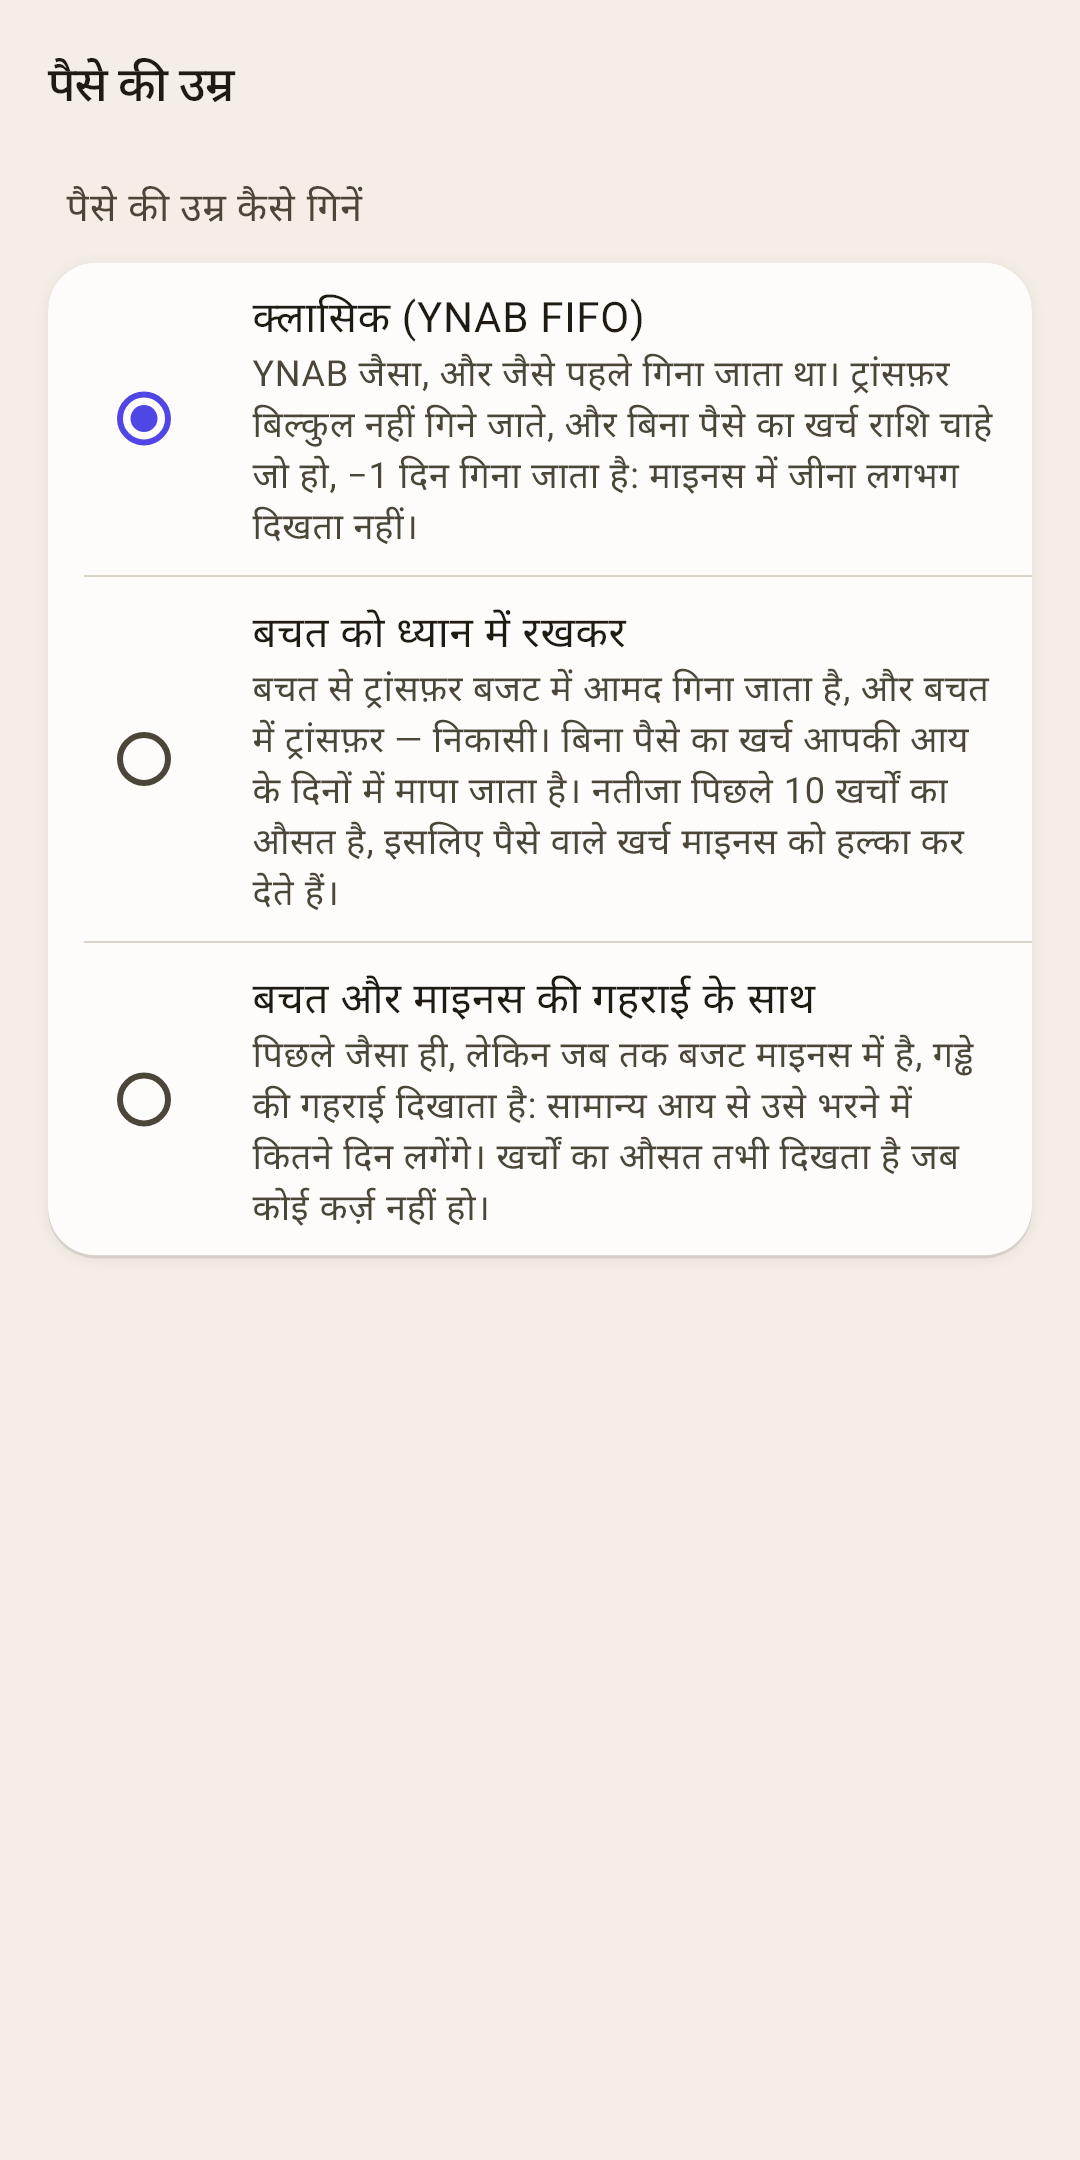 पैसे की उम्र
पैसे की उम्र कैसे गिनें
क्लासिक (YNAB FIFO)
YNAB जैसा, और जैसे पहले गिना जाता था। ट्रांसफ़र
बिल्कुल नहीं गिने जाते, और बिना पैसे का खर्च राशि चाहे
जो हो, −1 दिन गिना जाता है: माइनस में जीना लगभग
दिखता नहीं।
बचत को ध्यान में रखकर
बचत से ट्रांसफ़र बजट में आमद गिना जाता है, और बचत
में ट्रांसफ़र — निकासी। बिना पैसे का खर्च आपकी आय
के दिनों में मापा जाता है। नतीजा पिछले 10 खर्चों का
औसत है, इसलिए पैसे वाले खर्च माइनस को हल्का कर
देते हैं।
बचत और माइनस की गहराई के साथ
पिछले जैसा ही, लेकिन जब तक बजट माइनस में है, गड्ढे
की गहराई दिखाता है: सामान्य आय से उसे भरने में
कितने दिन लगेंगे। खर्चों का औसत तभी दिखता है जब
कोई कर्ज़ नहीं हो।